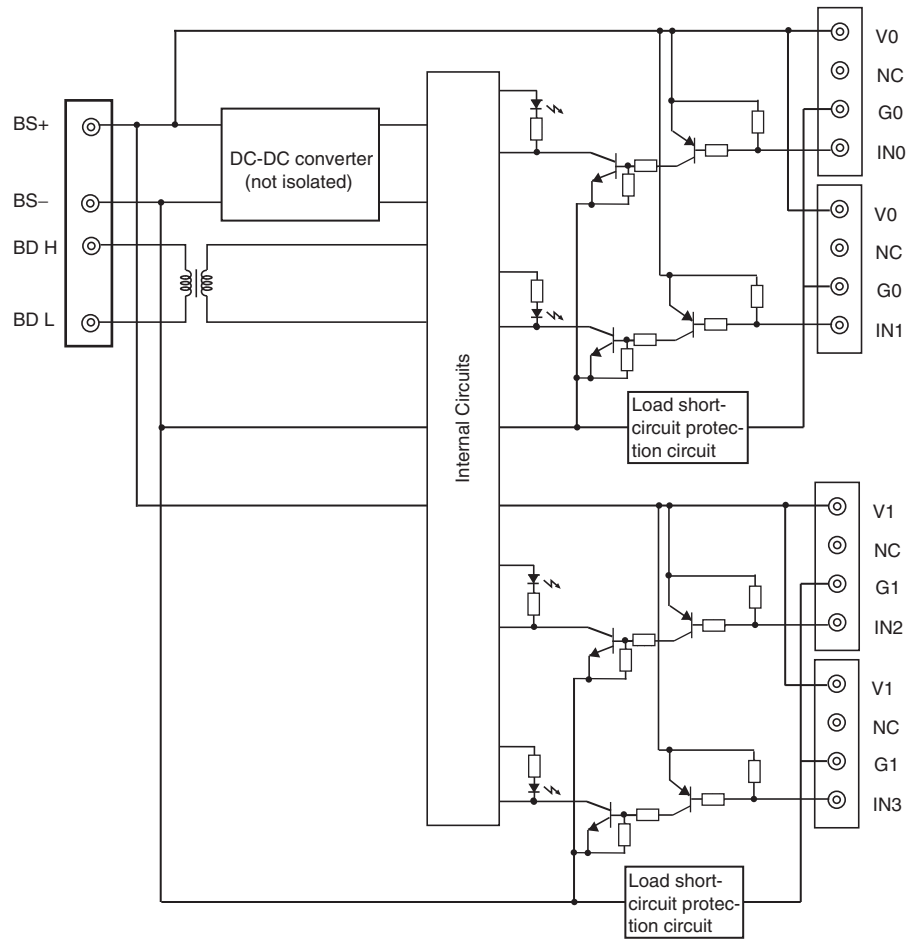 BS+
BS–
BD H
BD L
DC-DC converter
(not isolated)
Internal Circuits
V0
NC
G0
IN0
V0
NC
G0
IN1
Load short-
circuit protec-
tion circuit
V1
NC
G1
IN2
V1
NC
G1
IN3
Load short-
circuit protec-
tion circuit